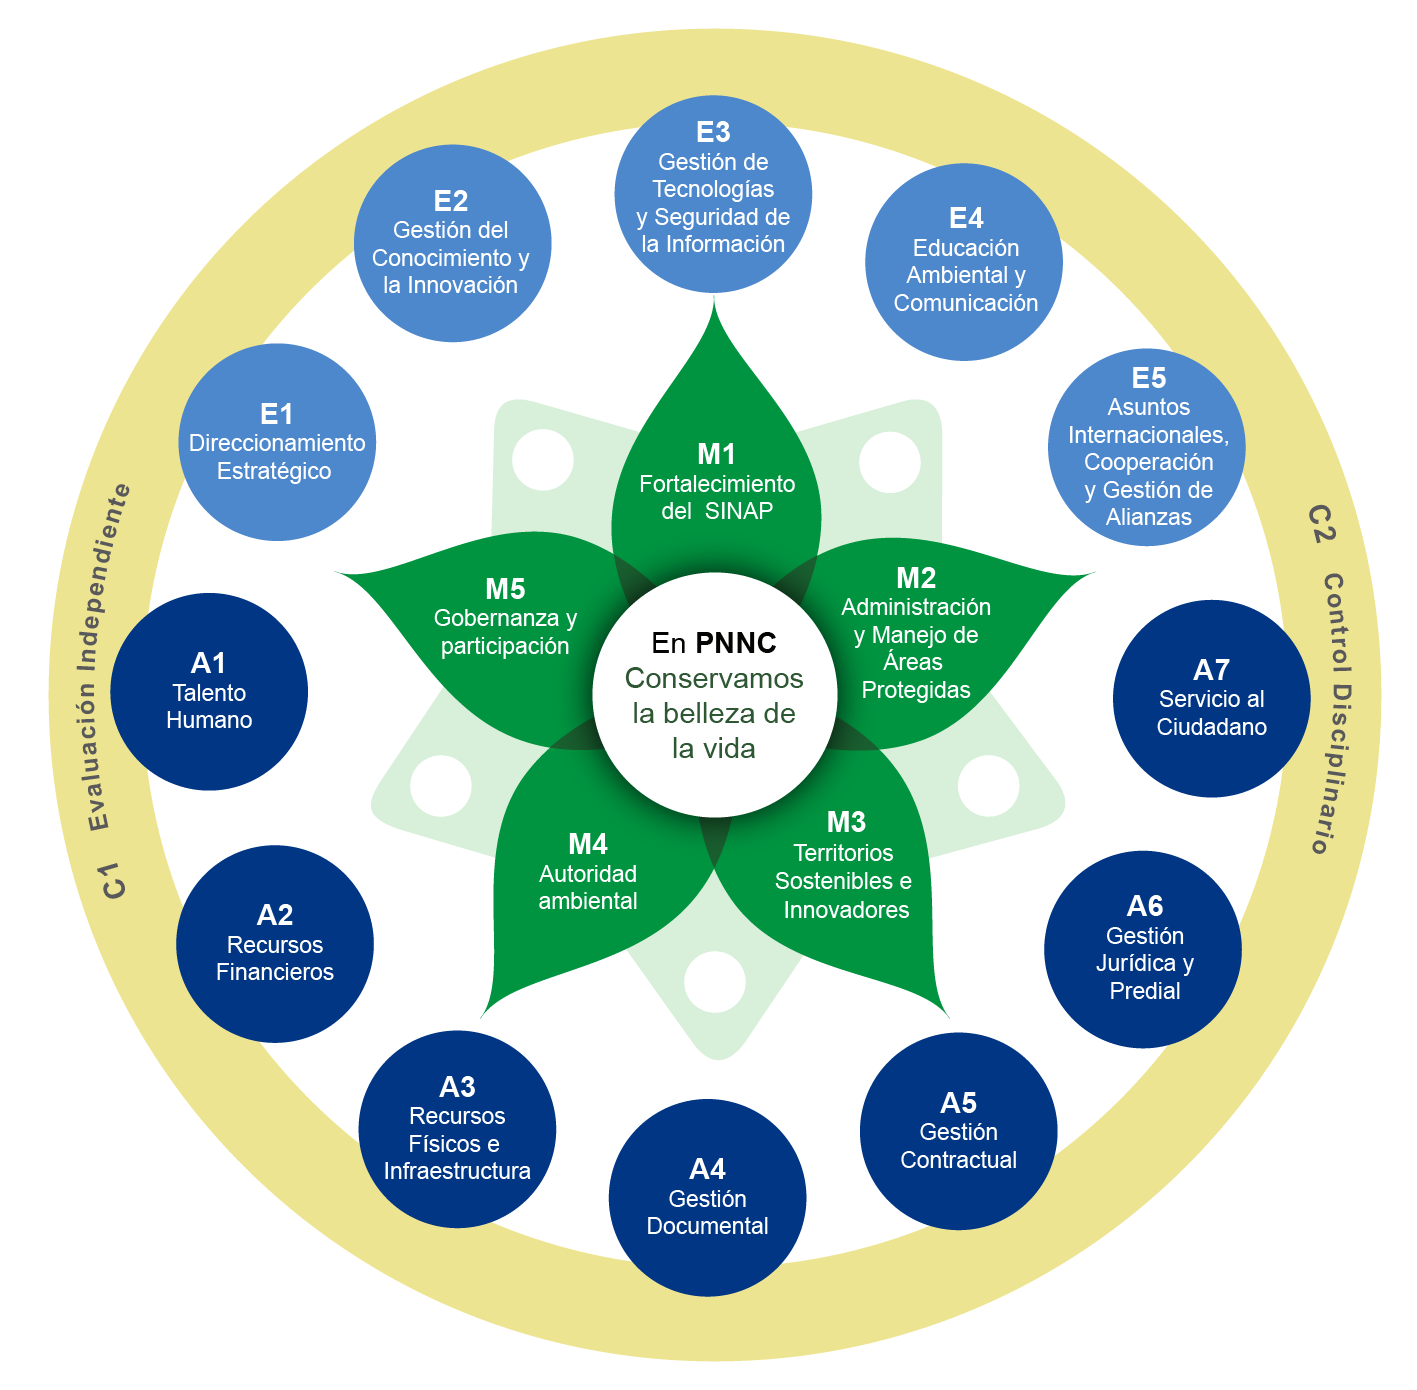 E3
Gestión de
Tecnologías
y Seguridad de
la Información
E2
Gestión del
Conocimiento y
la Innovación
E4
Educación
Ambiental y
Comunicación
E1
Direccionamiento
Estratégico
E5
Asuntos
Internacionales,
Cooperación
y Gestión de
Alianzas
M1
Fortalecimiento
del SINAP
M5
Gobernanza y
participación
M2
Administración
y Manejo de
Áreas
Protegidas
En PNNC
Conservamos
la belleza de
la vida
M4
Autoridad
ambiental
M3
Territorios
Sostenibles e
Innovadores
C1 Evaluación Independiente
C2 Control Disciplinario
A1
Talento
Humano
A7
Servicio al
Ciudadano
A2
Recursos
Financieros
A6
Gestión
Jurídica y
Predial
A3
Recursos
Físicos e
Infraestructura
A5
Gestión
Contractual
A4
Gestión
Documental